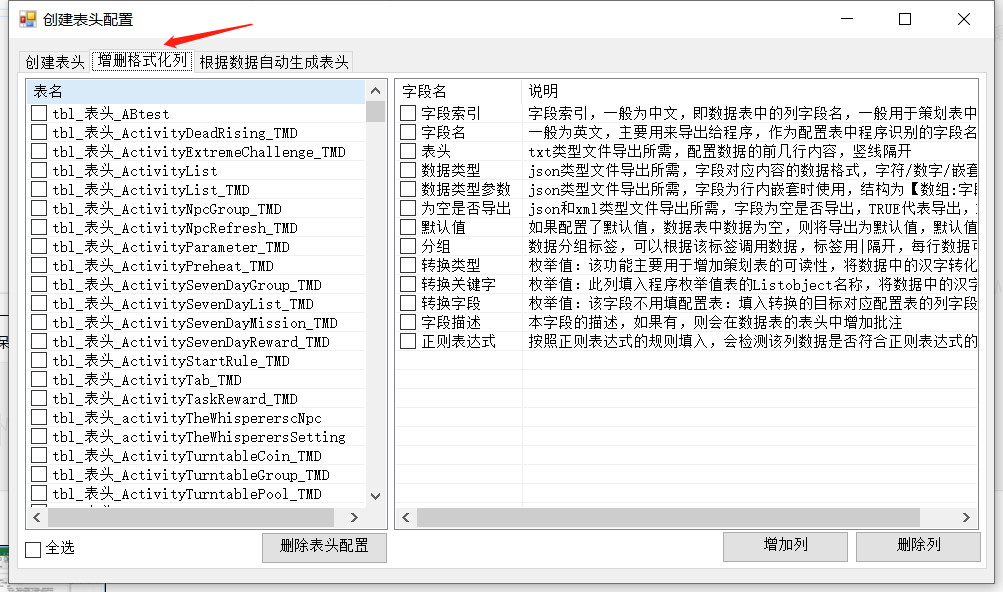 创建表头配置
创建表头 增删格式化列 根据数据自动生成表头
表名
tbl_表头_ABtest
tbl_表头_ActivityDeadRising_TMD
tbl_表头_ActivityExtremeChallenge_TMD
tbl_表头_ActivityList
tbl_表头_ActivityList_TMD
tbl_表头_ActivityNpcGroup_TMD
tbl_表头_ActivityNpcRefresh_TMD
tbl_表头_ActivityParameter_TMD
tbl_表头_ActivityPreheat_TMD
tbl_表头_ActivitySevenDayGroup_TMD
tbl_表头_ActivitySevenDayList_TMD
tbl_表头_ActivitySevenDayMission_TMD
tbl_表头_ActivitySevenDayReward_TMD
tbl_表头_ActivityStartRule_TMD
tbl_表头_ActivityTab_TMD
tbl_表头_ActivityTaskReward_TMD
tbl_表头_activityTheWhispererscNpc
tbl_表头_activityTheWhisperersSetting
tbl_表头_ActivityTurntableCoin_TMD
tbl_表头_ActivityTurntableGroup_TMD
tbl_表头_ActivityTurntablePool_TMD
全选 删除表头配置
字段名 说明
字段索引 字段索引，一般为中文，即数据表中的列字段名，一般用于策划表中
字段名 一般为英文，主要用来导出给程序，作为配置表中程序识别的字段名
表头 txt类型文件导出所需，配置数据的前几行内容，竖线隔开
数据类型 json类型文件导出所需，字段对应内容的数据格式，字符/数字/嵌套
数据类型参数 json类型文件导出所需，字段为行内嵌套时使用，结构为【数组:字段
为空是否导出 json和xml类型文件导出所需，字段为空是否导出，TRUE代表导出，
默认值 如果配置了默认值，数据表中数据为空，则将导出为默认值，默认值
分组 数据分组标签，可以根据该标签调用数据，标签用|隔开，每行数据可
转换类型 枚举值：该功能主要用于增加策划表的可读性，将数据中的汉字转化
转换关键字 枚举值：此列填入程序枚举值表的Listobject名称，将数据中的汉字
转换字段 枚举值：该字段不用填配置表：填入转换的目标对应配置表的列字段
字段描述 本字段的描述，如果有，则会在数据表的表头中增加批注
正则表达式 按照正则表达式的规则填入，会检测该列数据是否符合正则表达式的
增加列 删除列